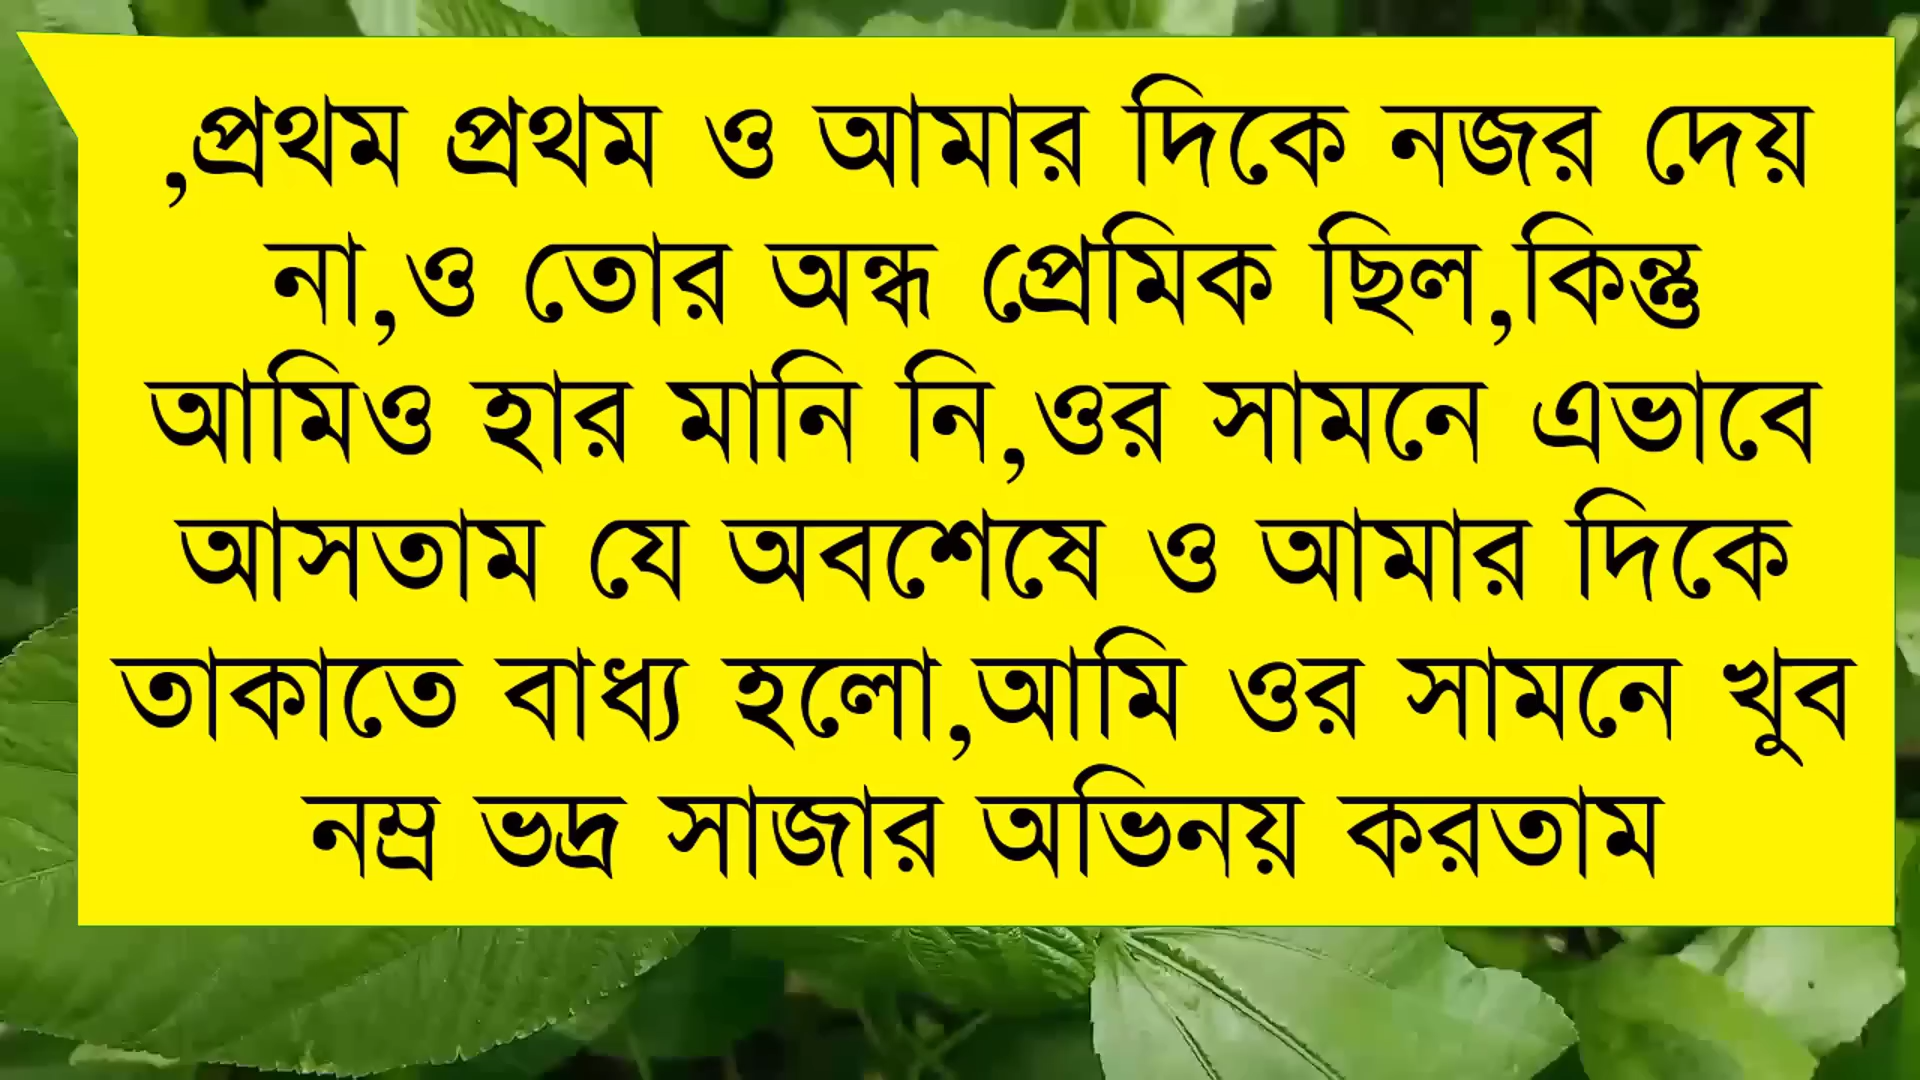 ,প্রথম প্রথম ও আমার দিকে নজর দেয়
না,ও তোর অন্ধ প্রেমিক ছিল,কিন্তু
আমিও হার মানি নি,ওর সামনে এভাবে
আসতাম যে অবশেষে ও আমার দিকে
তাকাতে বাধ্য হলো,আমি ওর সামনে খুব
নম্র ভদ্র সাজার অভিনয় করতাম